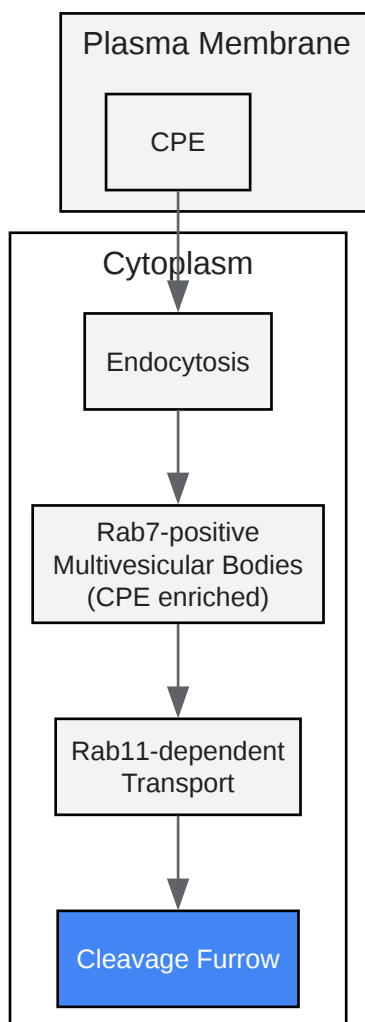 Plasma Membrane
CPE
Cytoplasm
Endocytosis
Rab7-positive
Multivesicular Bodies
(CPE enriched)
Rab11-dependent
Transport
Cleavage Furrow